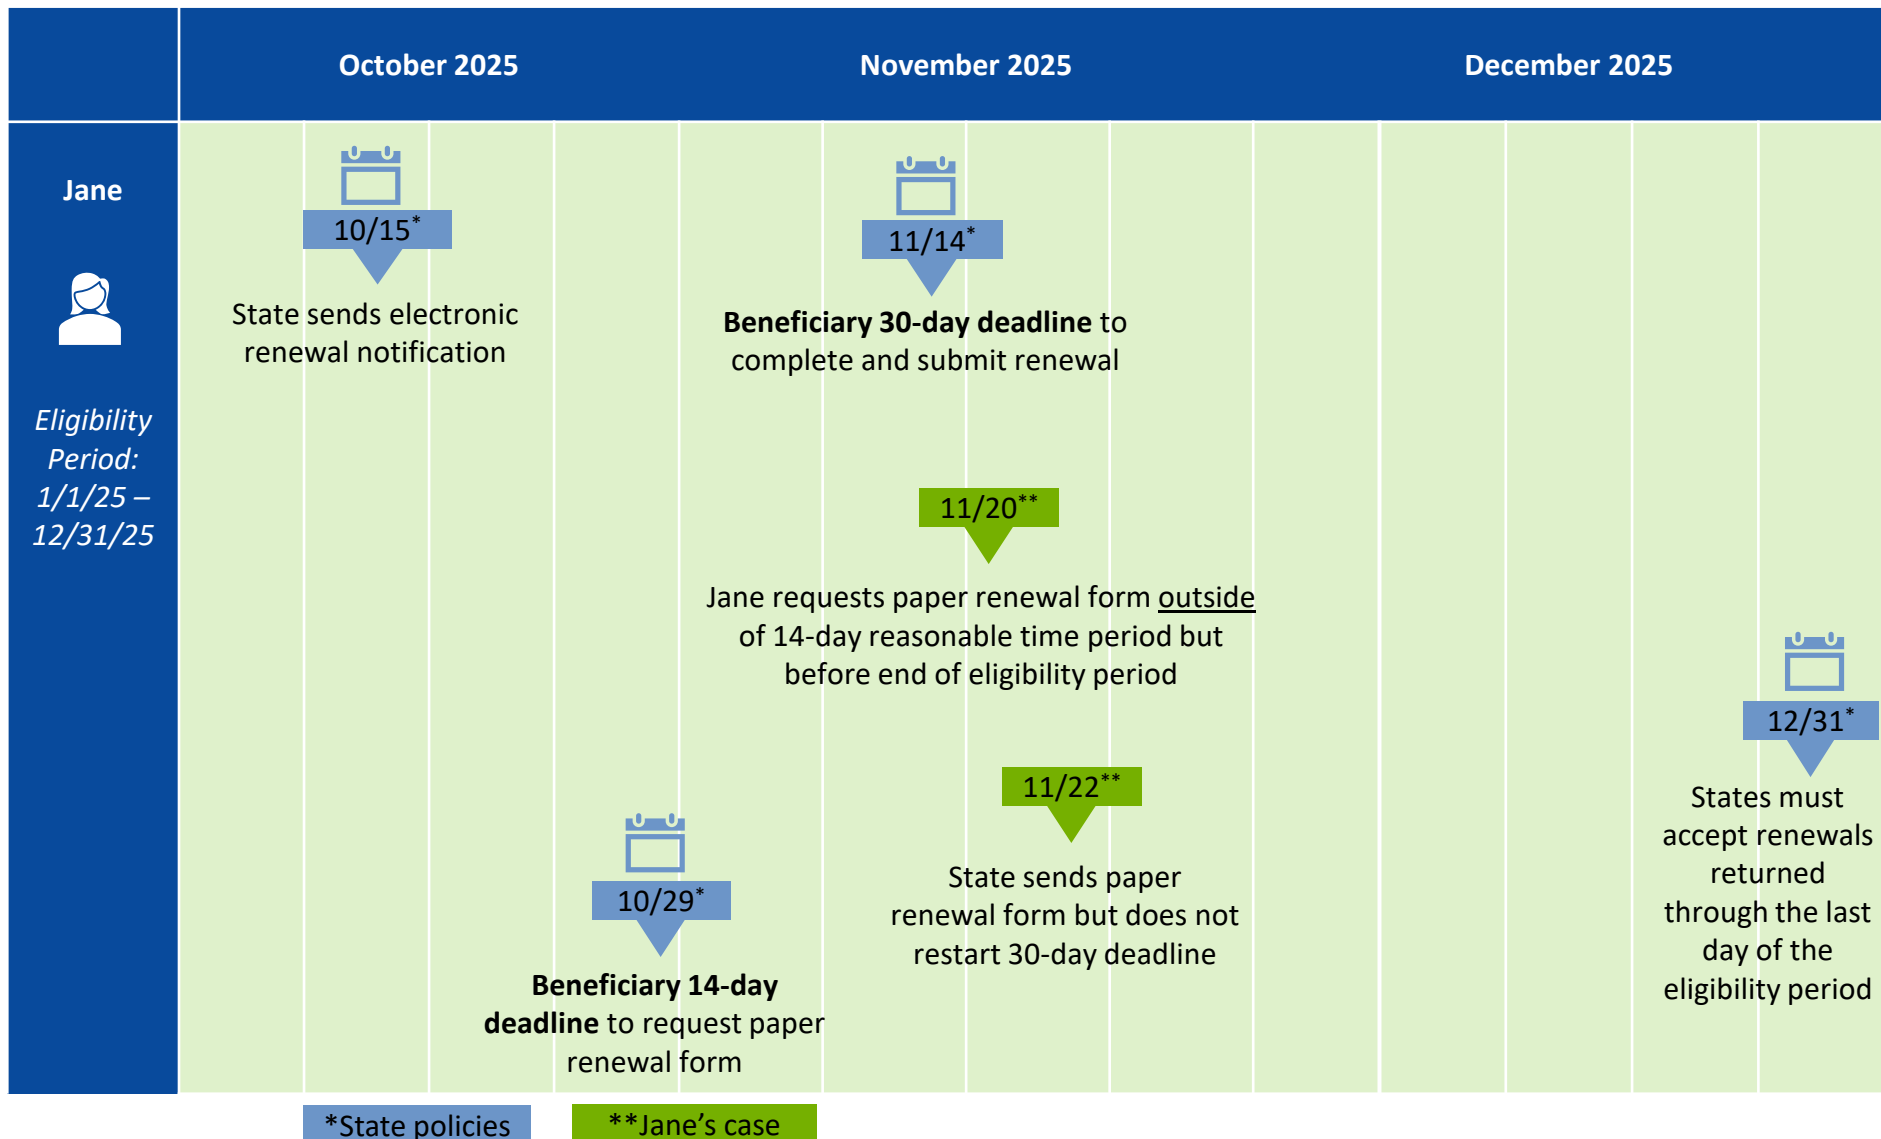 October 2025
November 2025
December 2025
Jane
Eligibility
Period:
1/1/25 –
12/31/25
10/15*
State sends electronic
renewal notification
11/14*
Beneficiary 30-day deadline to
complete and submit renewal
11/20**
Jane requests paper renewal form outside
of 14-day reasonable time period but
before end of eligibility period
12/31*
States must
accept renewals
returned
through the last
day of the
eligibility period
11/22**
State sends paper
renewal form but does not
restart 30-day deadline
10/29*
Beneficiary 14-day
deadline to request paper
renewal form
*State policies
**Jane's case